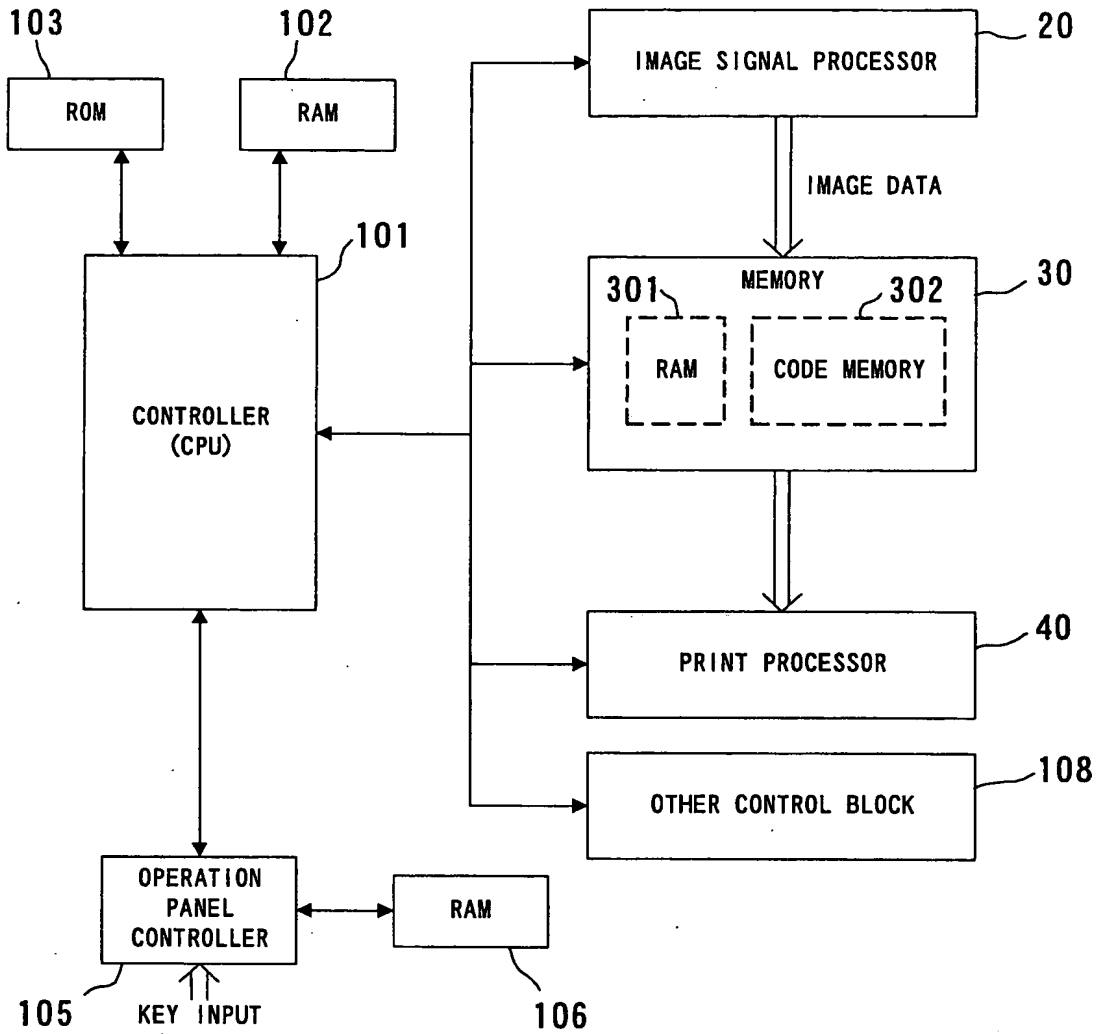 103
102
20
ROM
RAM
IMAGE SIGNAL PROCESSOR
IMAGE DATA
101
30
MEMORY
301
302
RAM
CODE MEMORY
CONTROLLER
(CPU)
40
PRINT PROCESSOR
108
OTHER CONTROL BLOCK
OPERATION
PANEL
CONTROLLER
RAM
105
KEY INPUT
106